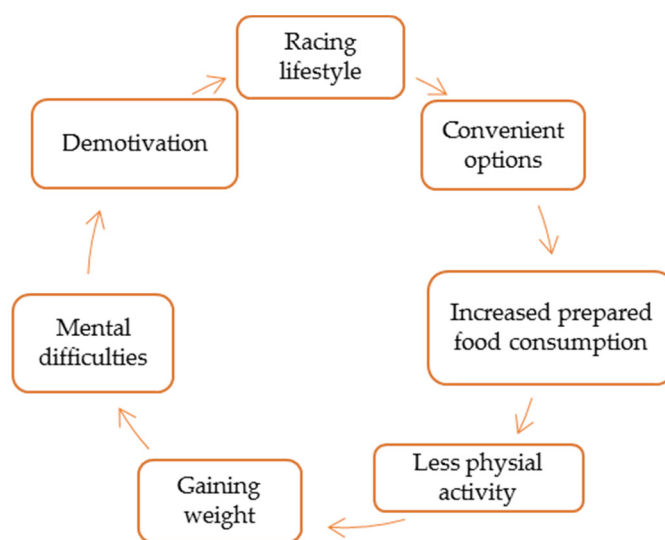 Racing
lifestyle
Convenient
options
Increased prepared
food consumption
Less physial
activity
Gaining
weight
Mental
difficulties
Demotivation